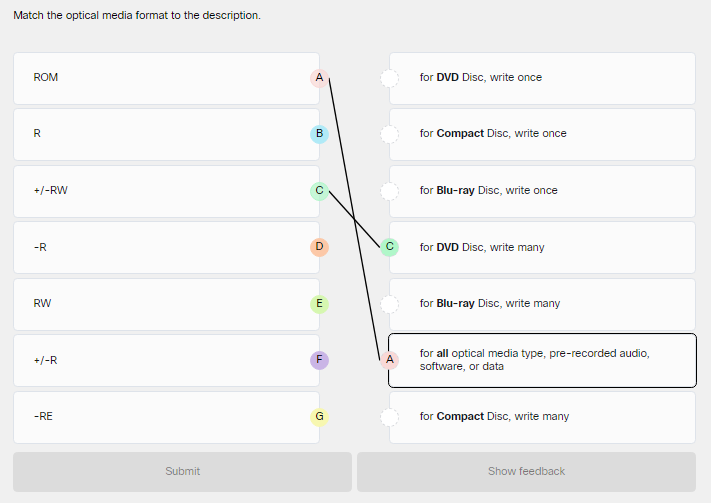 Match the optical media format to the description.
ROM
A
for DVD Disc, write once
R
B
for Compact Disc, write once
+/-RW
C
for Blu-ray Disc, write once
-R
D
C
for DVD Disc, write many
RW
E
for Blu-ray Disc, write many
+/-R
F
A
for all optical media type, pre-recorded audio,
software, or data
-RE
G
for Compact Disc, write many
Submit
Show feedback